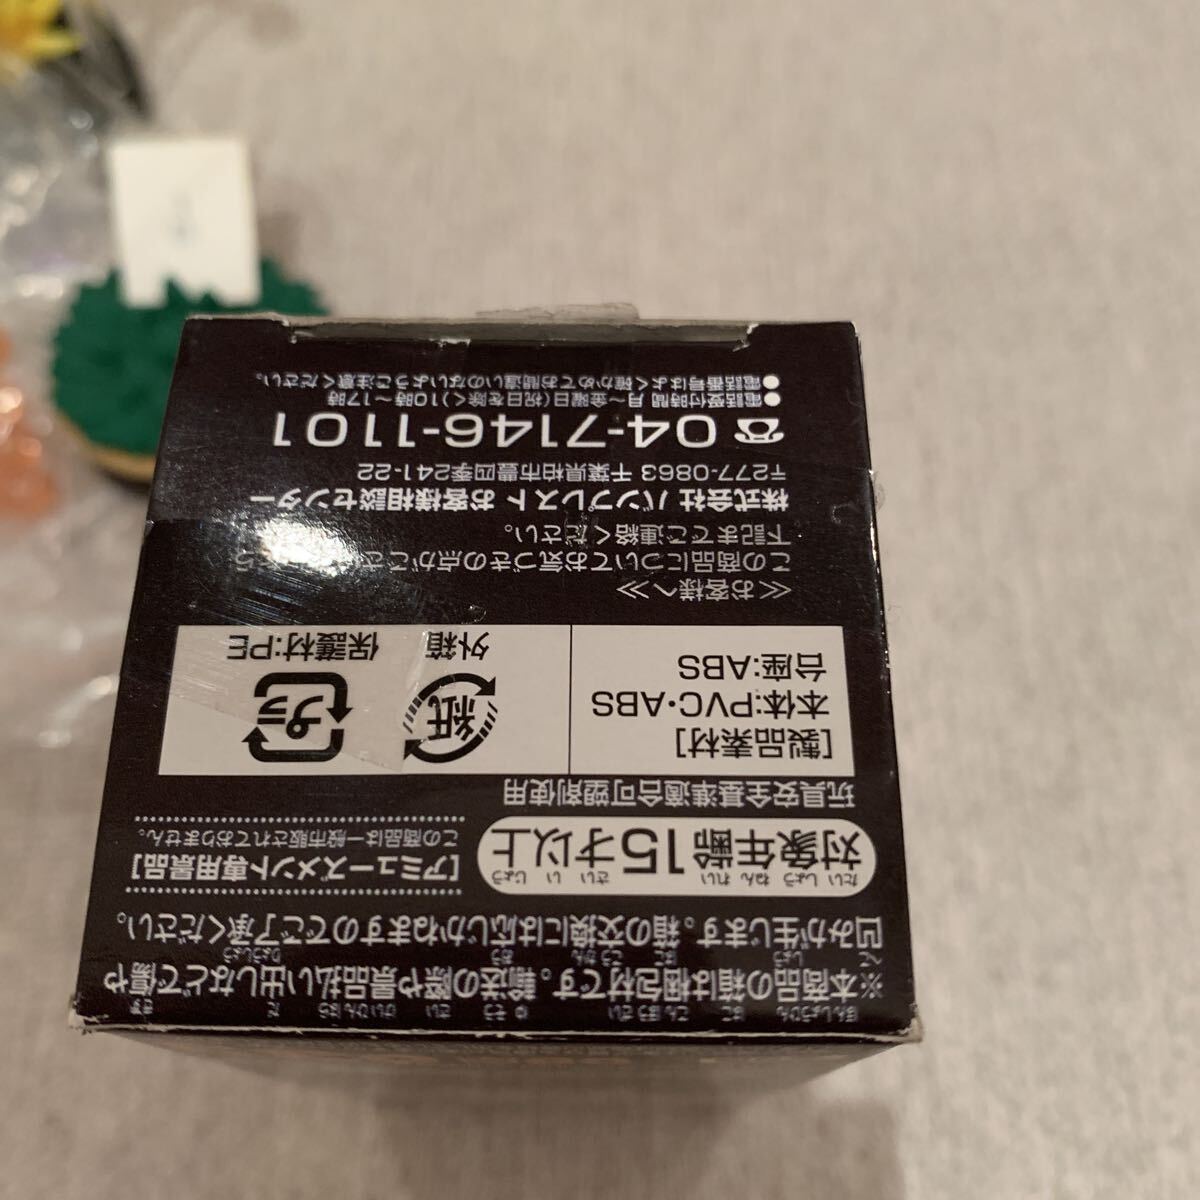 ※本商品の箱は梱包材です。輸送の際や景品払い出しなどで傷や
凹みが生じます。箱の交換には応じかねますのでご了承ください。
対象年齢15才以上
[アミューズメント専用景品]
この商品は一般市販されておりません。
玩具安全基準適合可塑剤使用
[製品素材]
本体:PVC・ABS
台座:ABS
紙
外箱
プラ
保護材:PE
≪お客様へ≫
この商品についてお気づきの点がございましたら
下記までご連絡ください。
株式会社 バンプレスト お客様相談センター
〒277-0863 千葉県柏市豊四季241-22
☎04-7146-1101
●電話受付時間 月～金曜日(祝日を除く)10時～17時
●電話番号はよく確かめてお間違いのないようご注意ください。